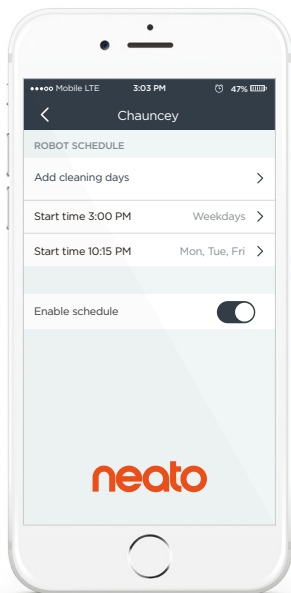 Mobile LTE 3:03 PM 47%
Chauncey
ROBOT SCHEDULE
Add cleaning days
Start time 3:00 PM Weekdays
Start time 10:15 PM Mon, Tue, Fri
Enable schedule
neato